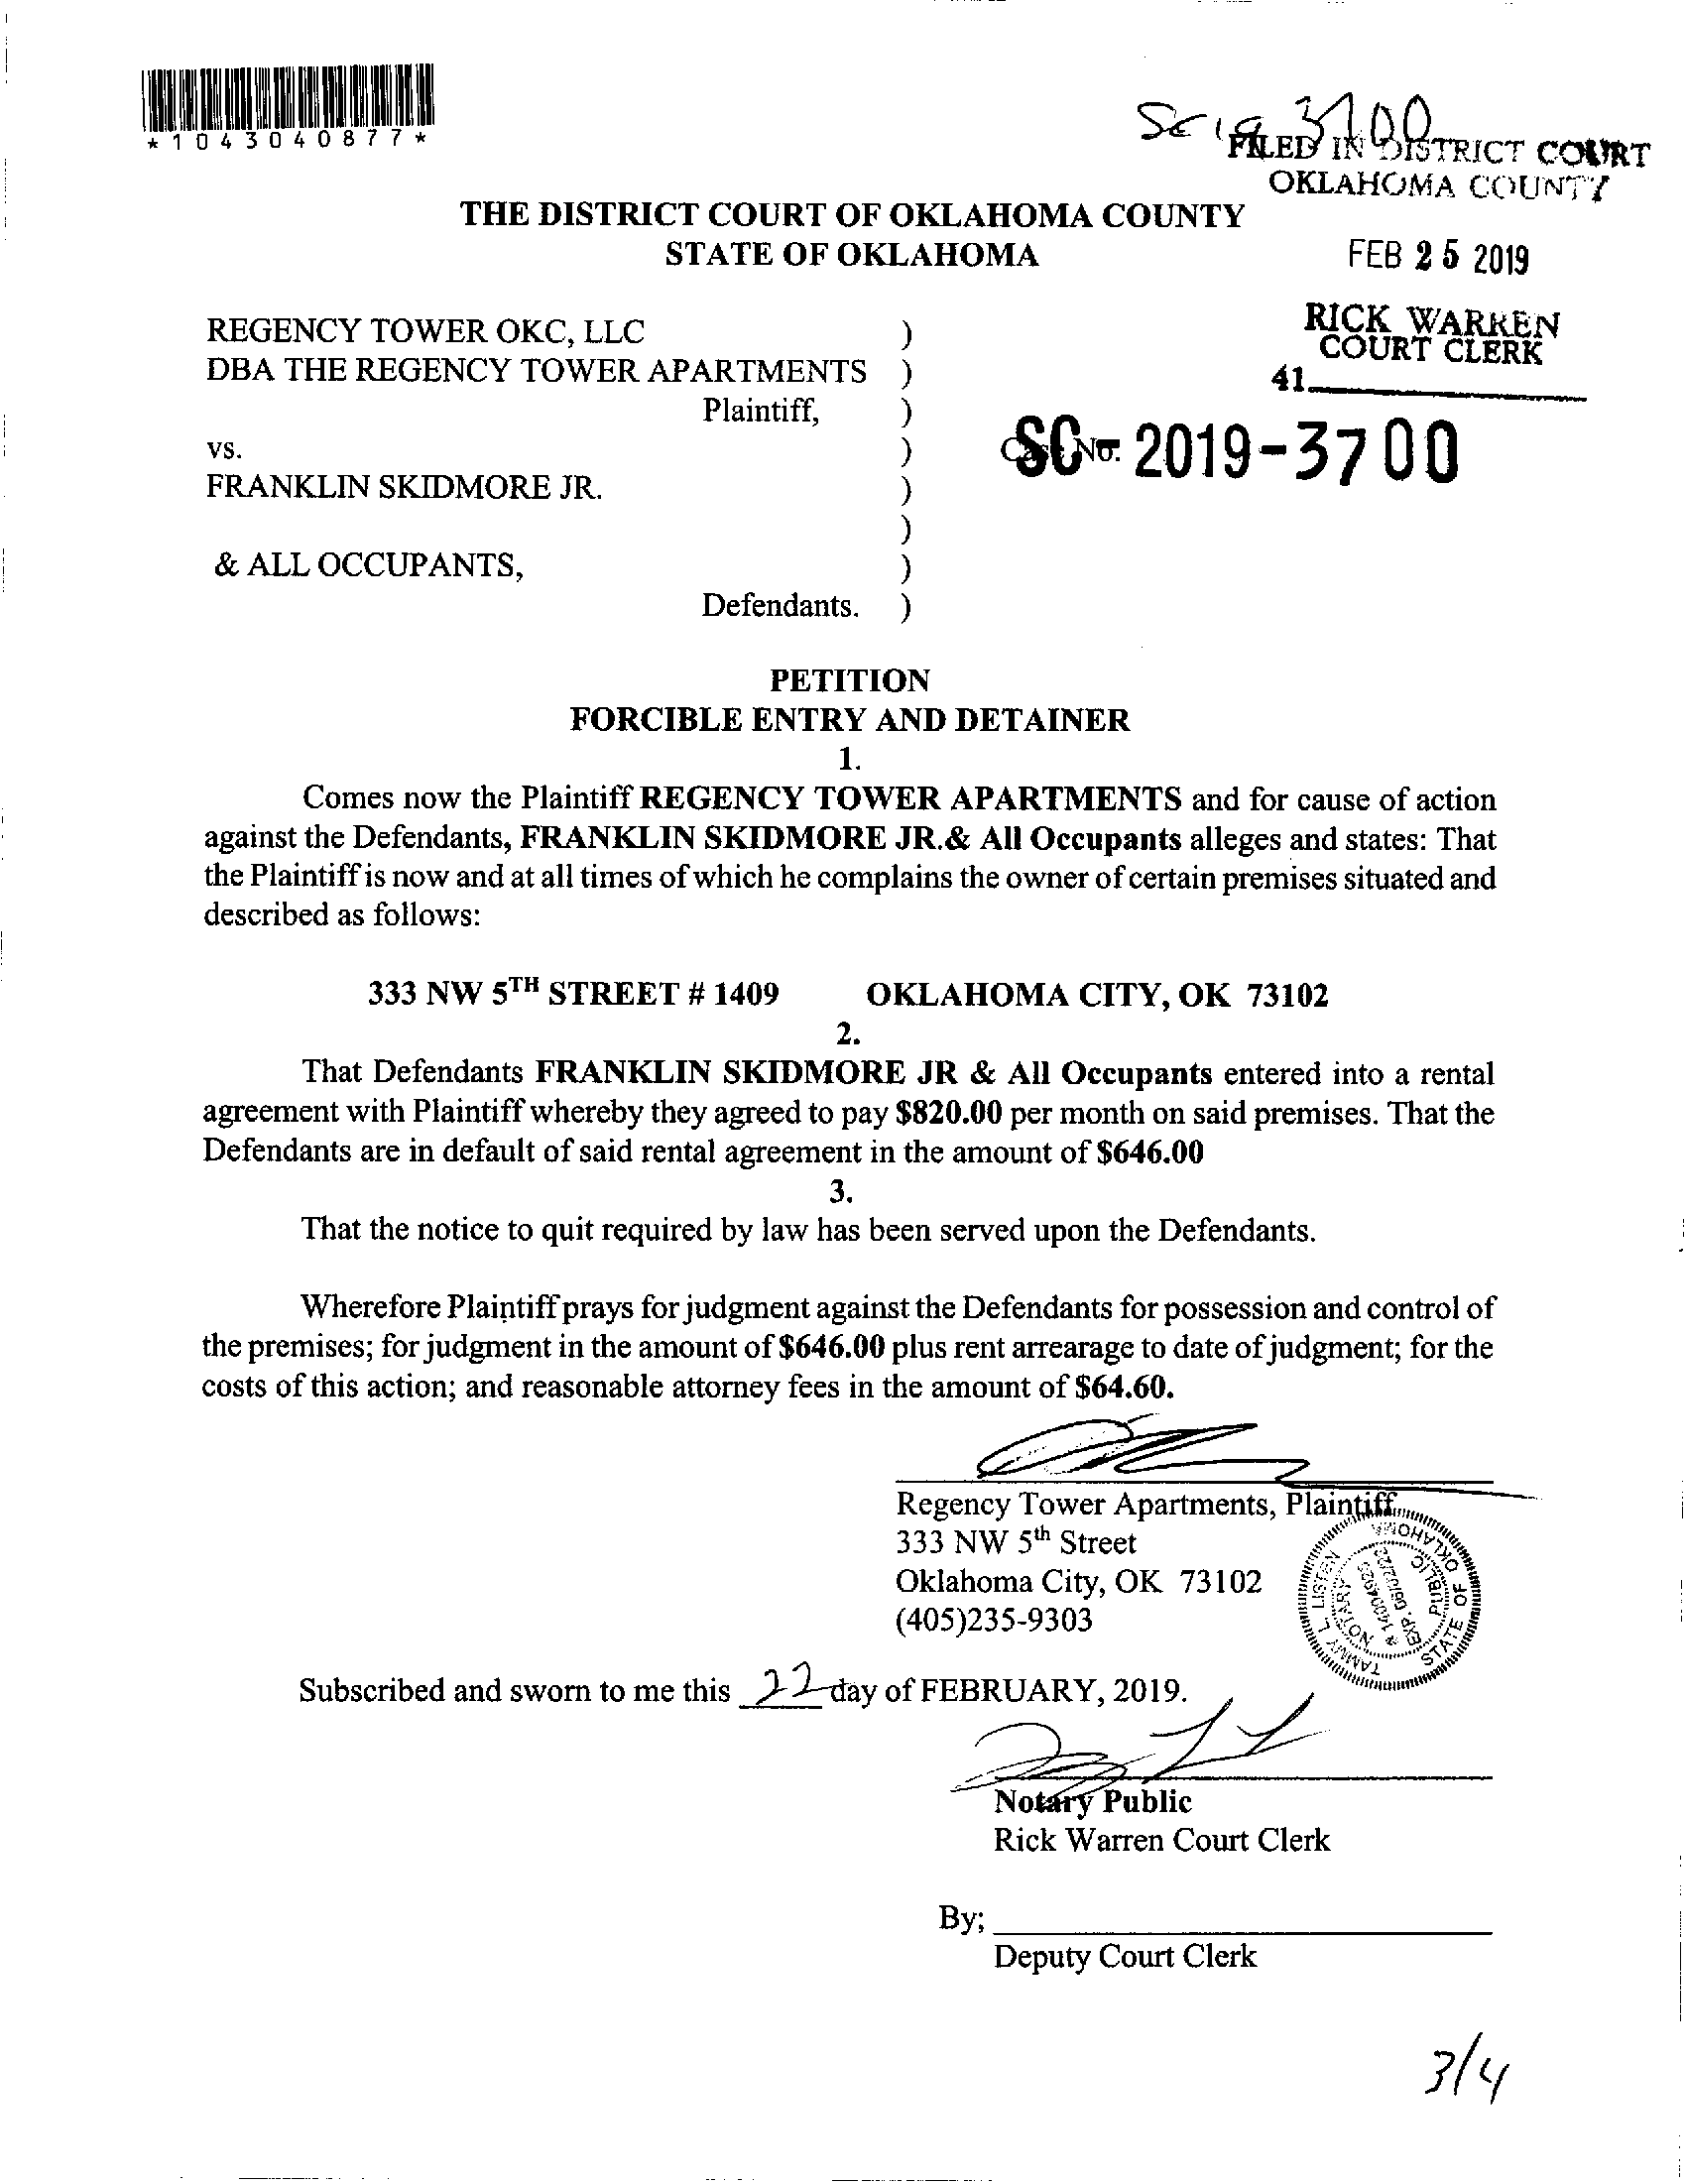 *1043040877*
SC 19 3700
FILED IN DISTRICT COURT
OKLAHOMA COUNTY
THE DISTRICT COURT OF OKLAHOMA COUNTY
STATE OF OKLAHOMA
FEB 25 2019
RICK WARREN
COURT CLERK
41
REGENCY TOWER OKC, LLC )
DBA THE REGENCY TOWER APARTMENTS )
Plaintiff, )
vs. ) Case No. SC - 2019-3700
FRANKLIN SKIDMORE JR. )
)
& ALL OCCUPANTS, )
Defendants. )
PETITION
FORCIBLE ENTRY AND DETAINER
1.
Comes now the Plaintiff REGENCY TOWER APARTMENTS and for cause of action
against the Defendants, FRANKLIN SKIDMORE JR.& All Occupants alleges and states: That
the Plaintiff is now and at all times of which he complains the owner of certain premises situated and
described as follows:
333 NW 5TH STREET # 1409 OKLAHOMA CITY, OK 73102
2.
That Defendants FRANKLIN SKIDMORE JR & All Occupants entered into a rental
agreement with Plaintiff whereby they agreed to pay $820.00 per month on said premises. That the
Defendants are in default of said rental agreement in the amount of $646.00
3.
That the notice to quit required by law has been served upon the Defendants.
Wherefore Plaintiff prays for judgment against the Defendants for possession and control of
the premises; for judgment in the amount of $646.00 plus rent arrearage to date of judgment; for the
costs of this action; and reasonable attorney fees in the amount of $64.60.
Regency Tower Apartments, Plaintiff
333 NW 5th Street
Oklahoma City, OK 73102
(405)235-9303
TAMMY L. LISTEN
NOTARY PUBLIC
# 14004925
STATE OF OKLAHOMA
Subscribed and sworn to me this 22 day of FEBRUARY, 2019.
Notary Public
Rick Warren Court Clerk
By;
Deputy Court Clerk
3/4